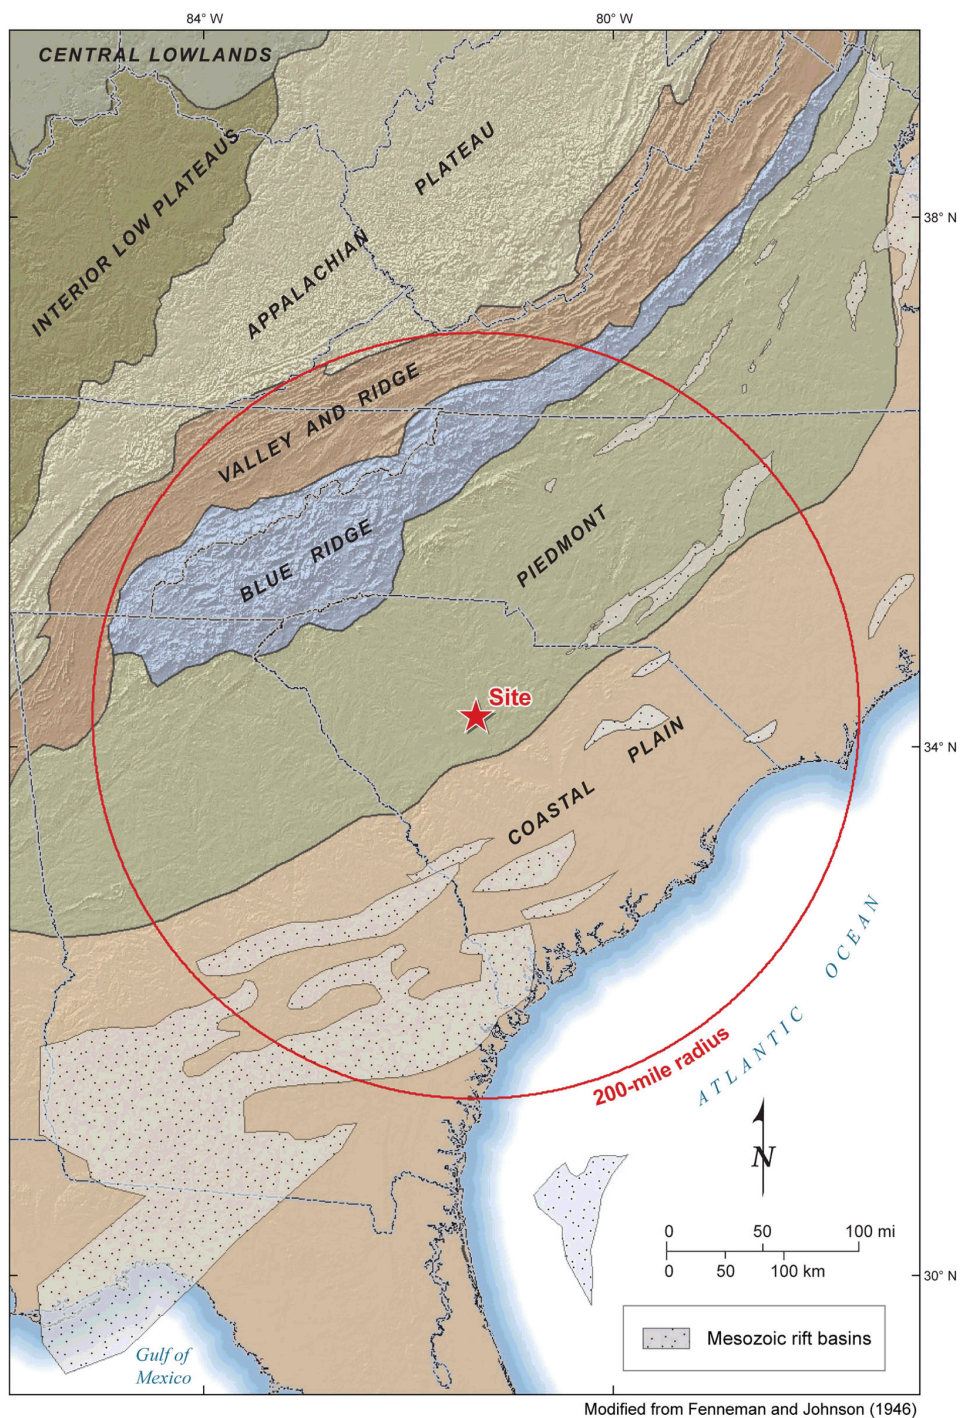 84° W
80° W
CENTRAL LOWLANDS
PLATEAU
INTERIOR LOW PLATEAUS
38° N
APPALACHIAN
VALLEY AND RIDGE
BLUE RIDGE
PIEDMONT
Site
34° N
COASTAL PLAIN
ATLANTIC OCEAN
200-mile radius
N
0 50 100 mi
0 50 100 km
30° N
Mesozoic rift basins
Gulf of
Mexico
Modified from Fenneman and Johnson (1946)